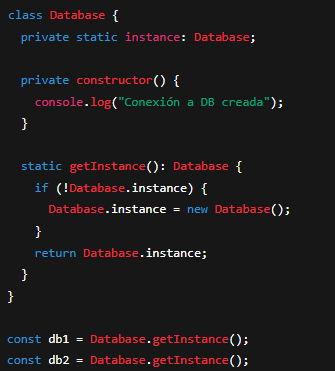 class Database {
  private static instance: Database;

  private constructor() {
    console.log("Conexión a DB creada");
  }

  static getInstance(): Database {
    if (!Database.instance) {
      Database.instance = new Database();
    }
    return Database.instance;
  }
}

const db1 = Database.getInstance();
const db2 = Database.getInstance();